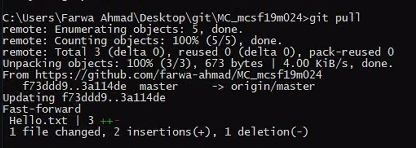 C:\Users\Farwa Ahmad\Desktop\git\MC_mcsf19m024>git pull
remote: Enumerating objects: 5, done.
remote: Counting objects: 100% (5/5), done.
remote: Total 3 (delta 0), reused 0 (delta 0), pack-reused 0
Unpacking objects: 100% (3/3), 673 bytes | 4.00 KiB/s, done.
From https://github.com/farwa-ahmad/MC_mcsf19m024
f73ddd9..3a114de  master     -> origin/master
Updating f73ddd9..3a114de
Fast-forward
Hello.txt | 3 ++-
1 file changed, 2 insertions(+), 1 deletion(-)